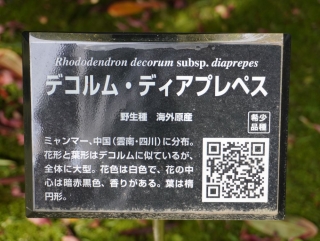 Rhododendron decorum subsp. diaprepes
デコルム・ディアプレペス
野生種　海外原産
希少
品種
ミャンマー、中国（雲南・四川）に分布。
花形と葉形はデコルムに似ているが、
全体に大型。花色は白色で、花の中
心は暗赤黒色、香りがある。葉は楕
円形。